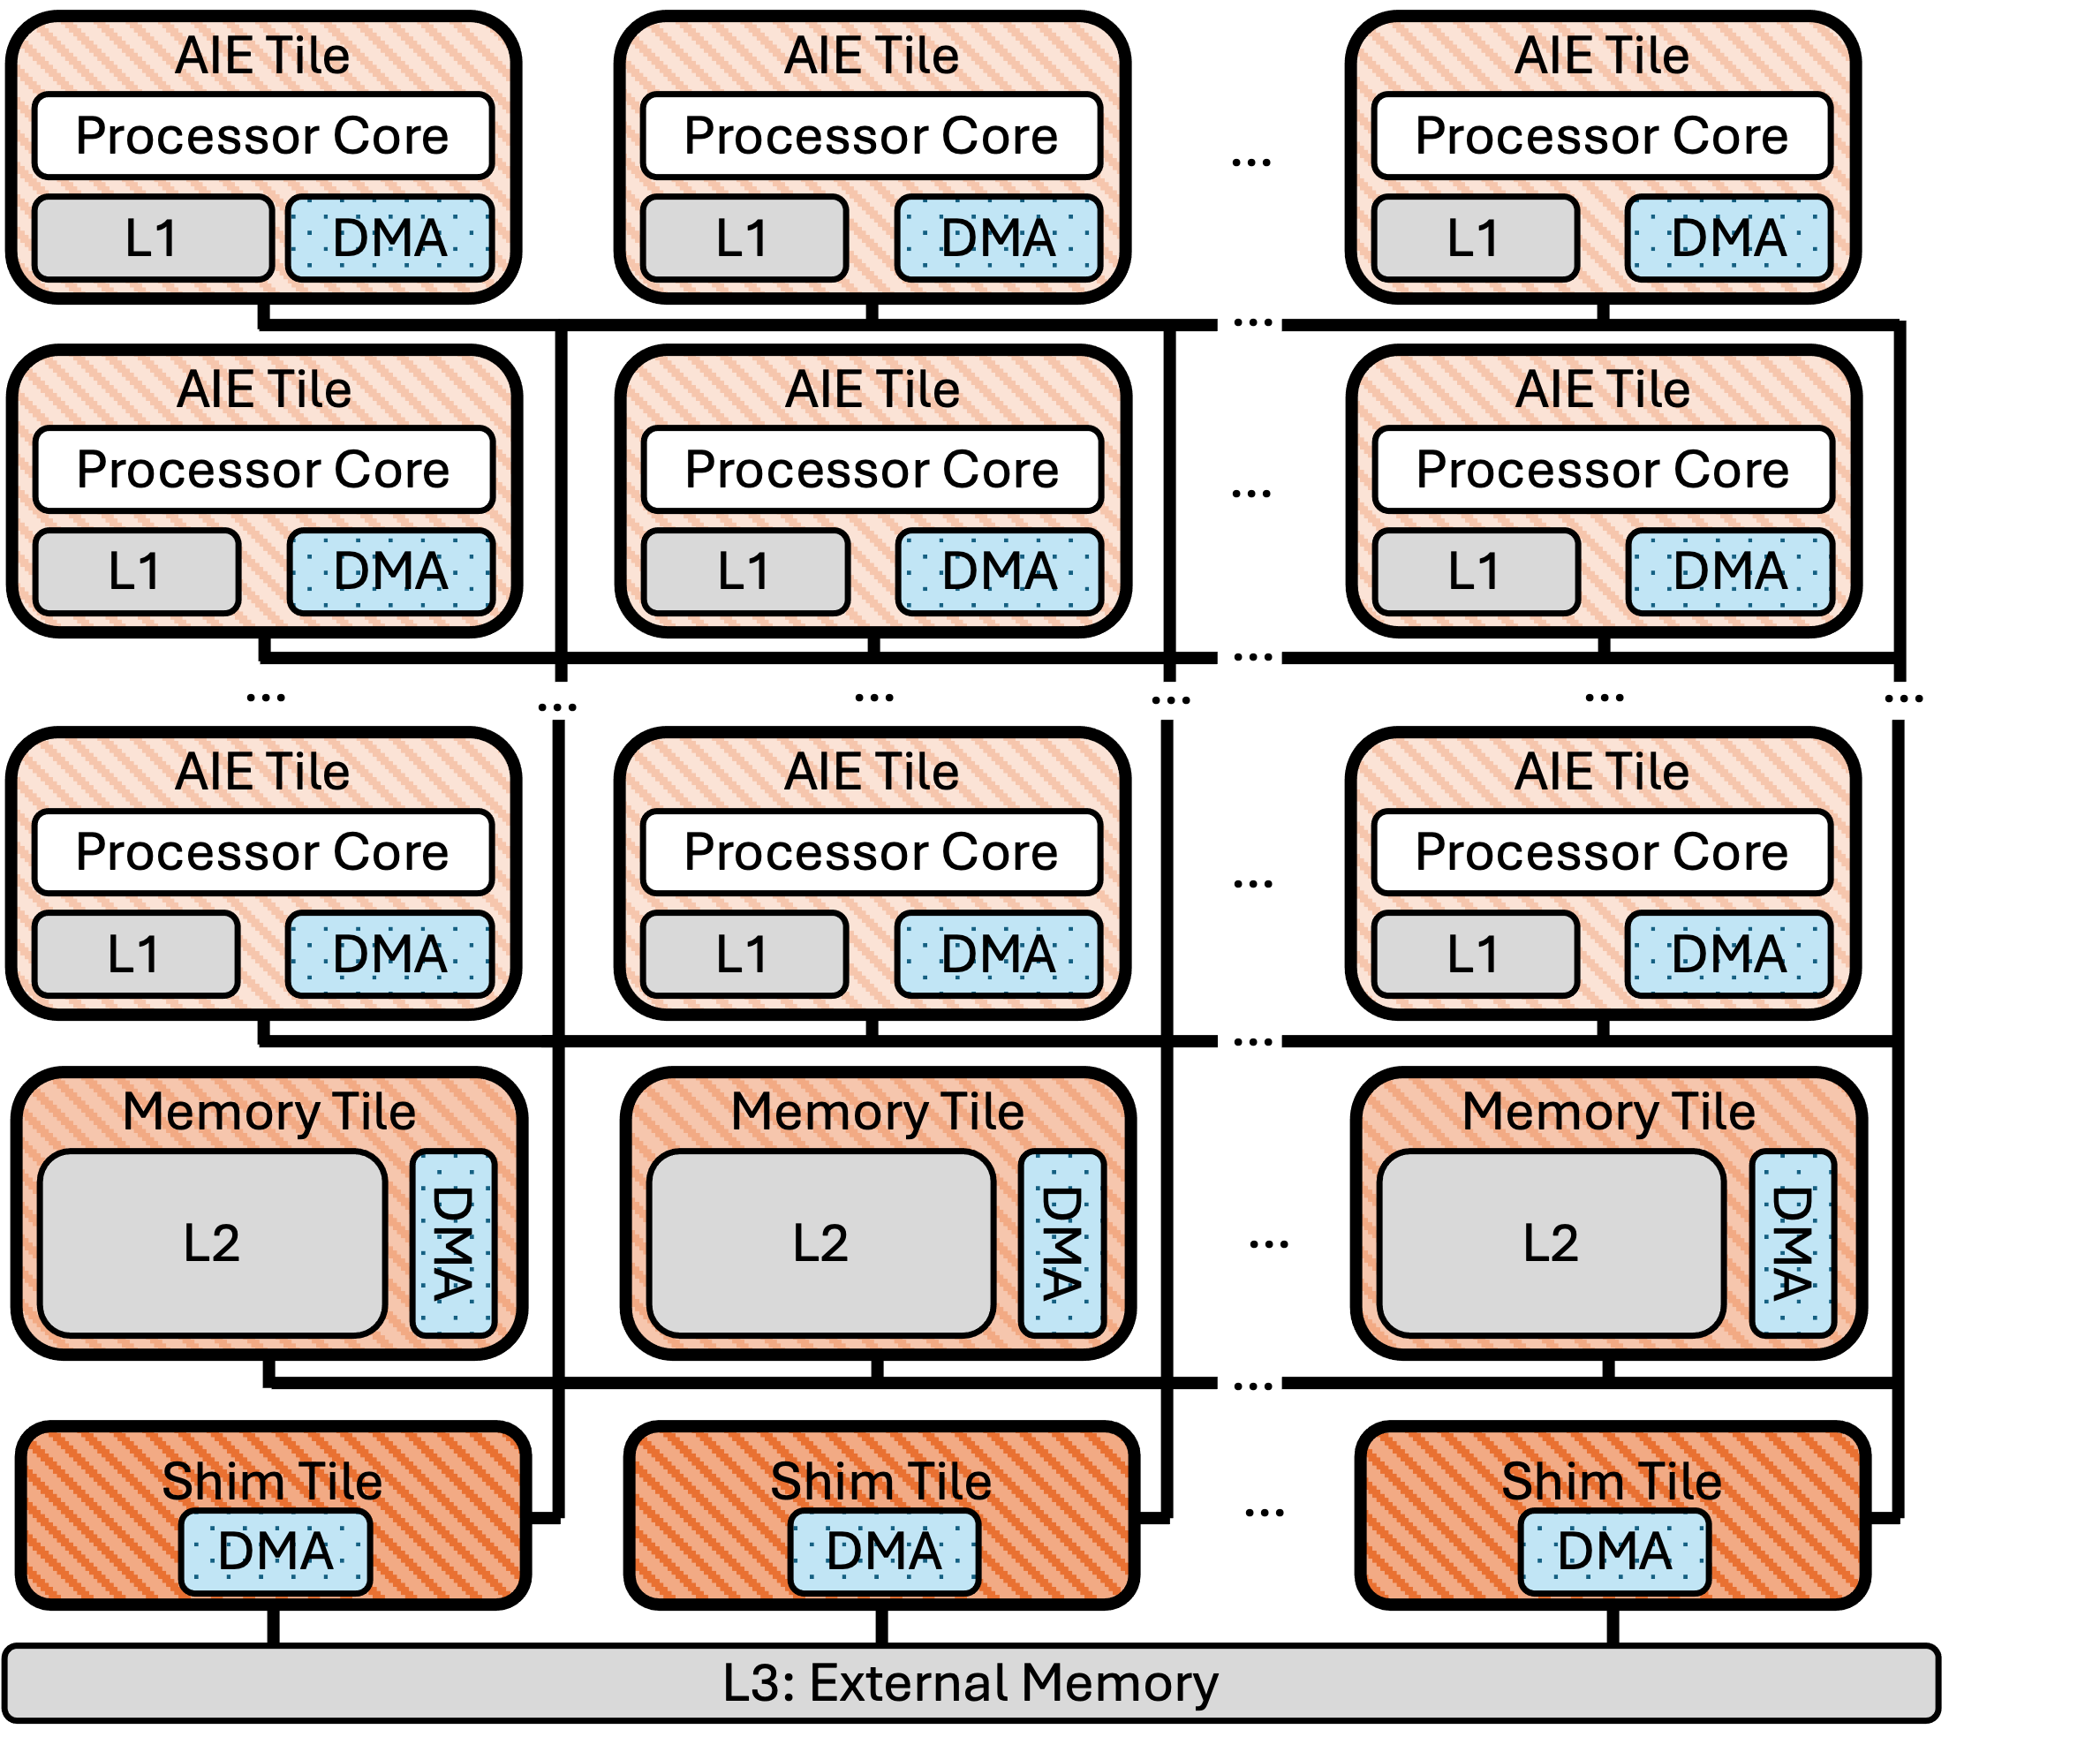 AIE Tile AIE Tile AIE Tile
Processor Core Processor Core ... Processor Core
L1 DMA L1 DMA L1 DMA
...
AIE Tile AIE Tile AIE Tile
Processor Core Processor Core ... Processor Core
L1 DMA L1 DMA L1 DMA
...
... ... ... ... ... ...
AIE Tile AIE Tile AIE Tile
Processor Core Processor Core ... Processor Core
L1 DMA L1 DMA L1 DMA
...
Memory Tile Memory Tile Memory Tile
L2 DMA L2 DMA ... L2 DMA
...
Shim Tile Shim Tile ... Shim Tile
DMA DMA DMA
L3: External Memory